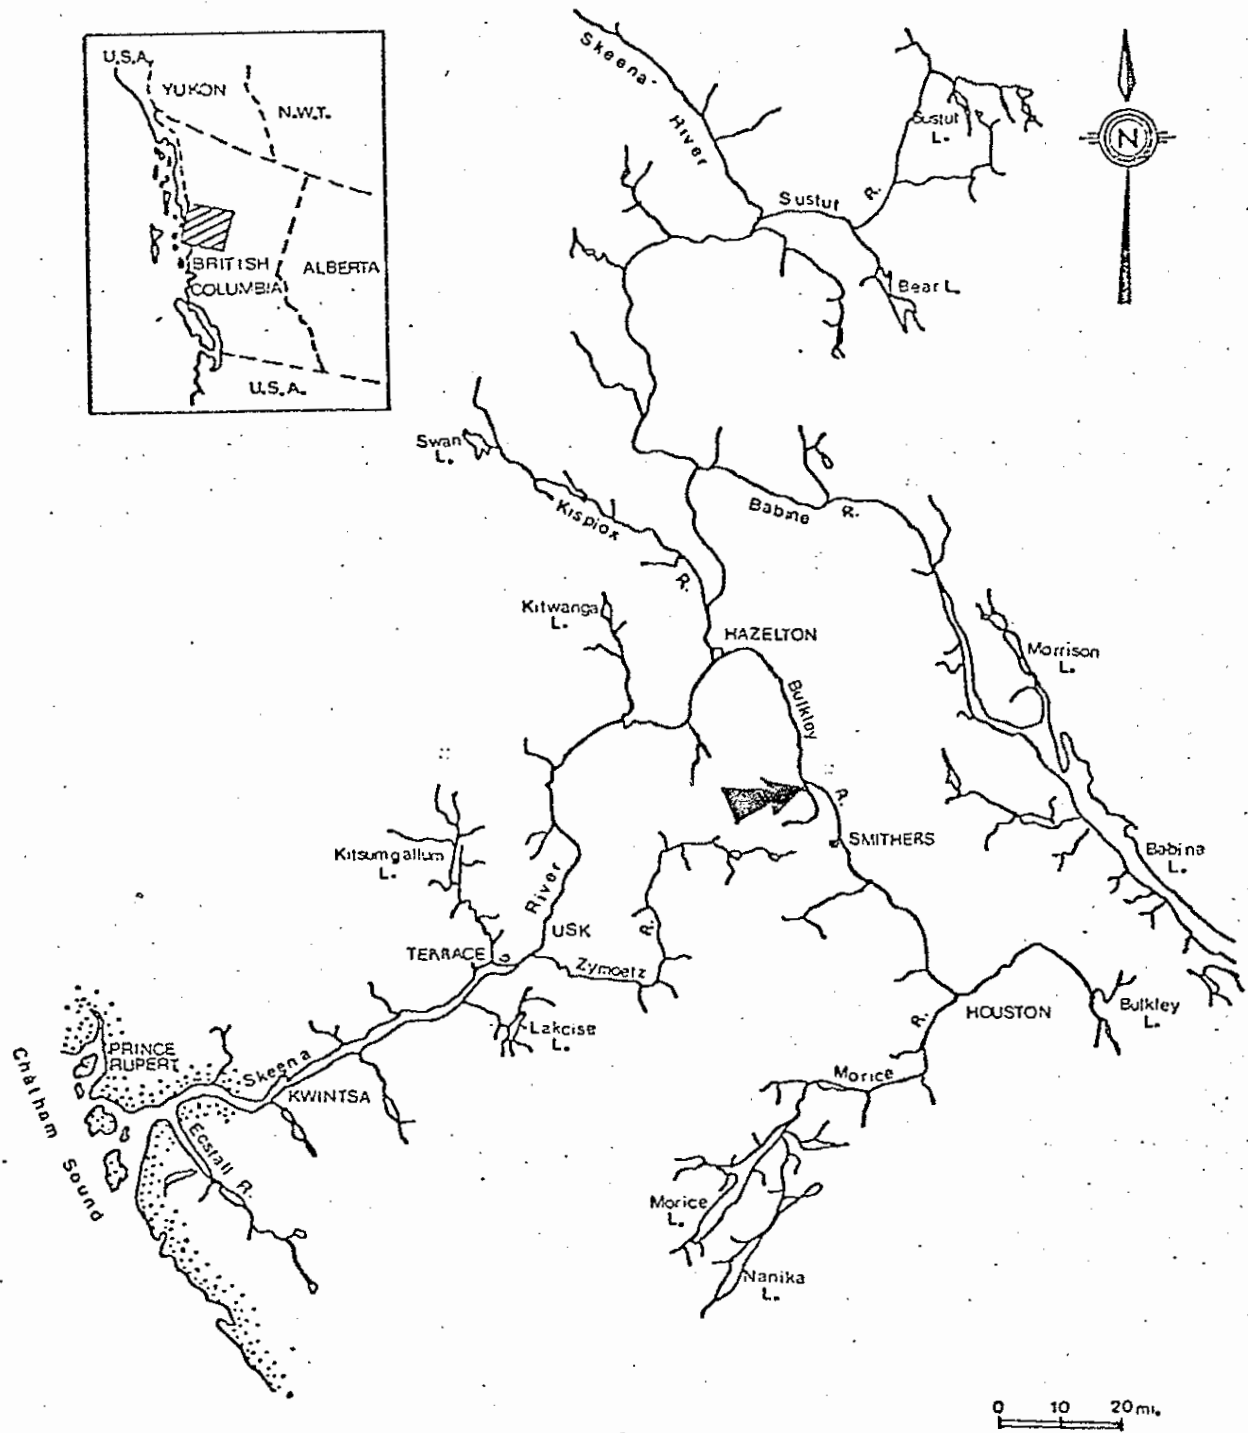 U.S.A.
YUKON
N.W.T.
BRITISH
COLUMBIA
ALBERTA
U.S.A.
Skeena
River
Sustut
L.
N
Sustut
R.
Bear L.
Swan
L.
Kispiox
R.
Babine
R.
Kitwanga
L.
HAZELTON
Morrison
L.
Bulkley
R.
SMITHERS
Kitsumgallum
L.
River
Babine
L.
USK
R.
TERRACE
Zymoetz
Lakelse
L.
HOUSTON
Bulkley
L.
R.
PRINCE
RUPERT
Skeena
KWINTSA
Morice
Chatham Sound
Ecstall R.
Morice
L.
Nanika
L.
0 10 20 mi.